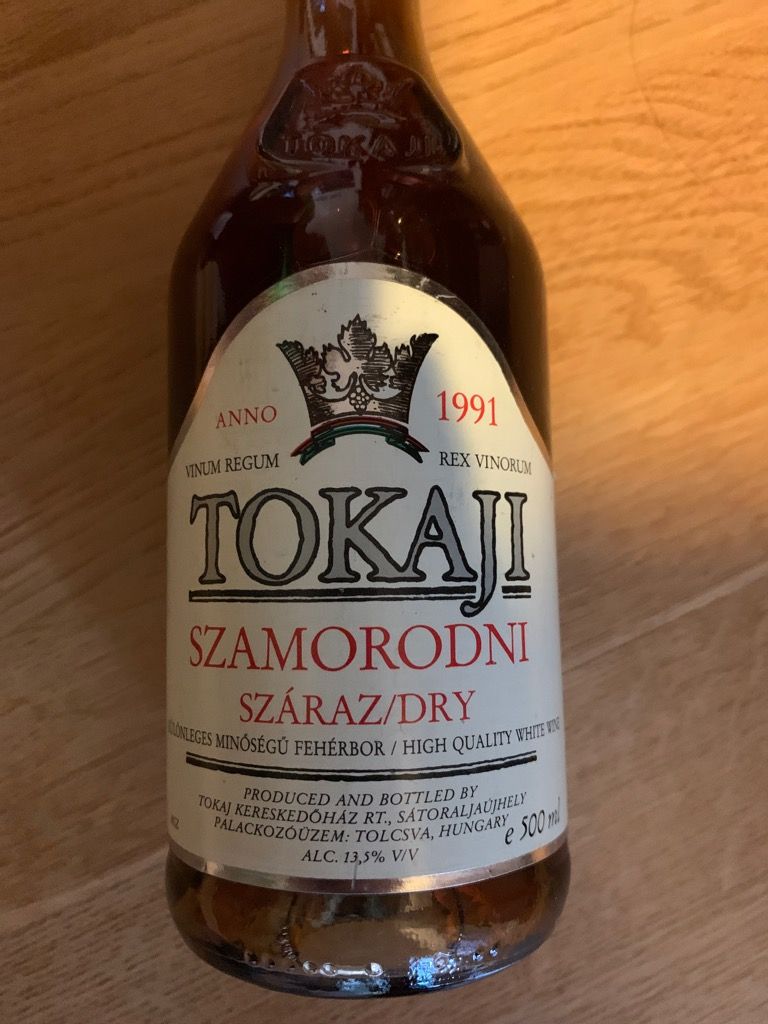 TOKAJI
ANNO 1991
VINUM REGUM REX VINORUM
TOKAJI
SZAMORODNI
SZÁRAZ/DRY
MINŐSÉGŰ FEHÉRBOR / HIGH QUALITY WHITE WINE
PRODUCED AND BOTTLED BY
TOKAJ KERESKEDŐHÁZ RT., SÁTORALJAÚJHELY
PALACKOZÓÜZEM: TOLCSVA, HUNGARY
e 500 ml
ALC. 13,5% V/V